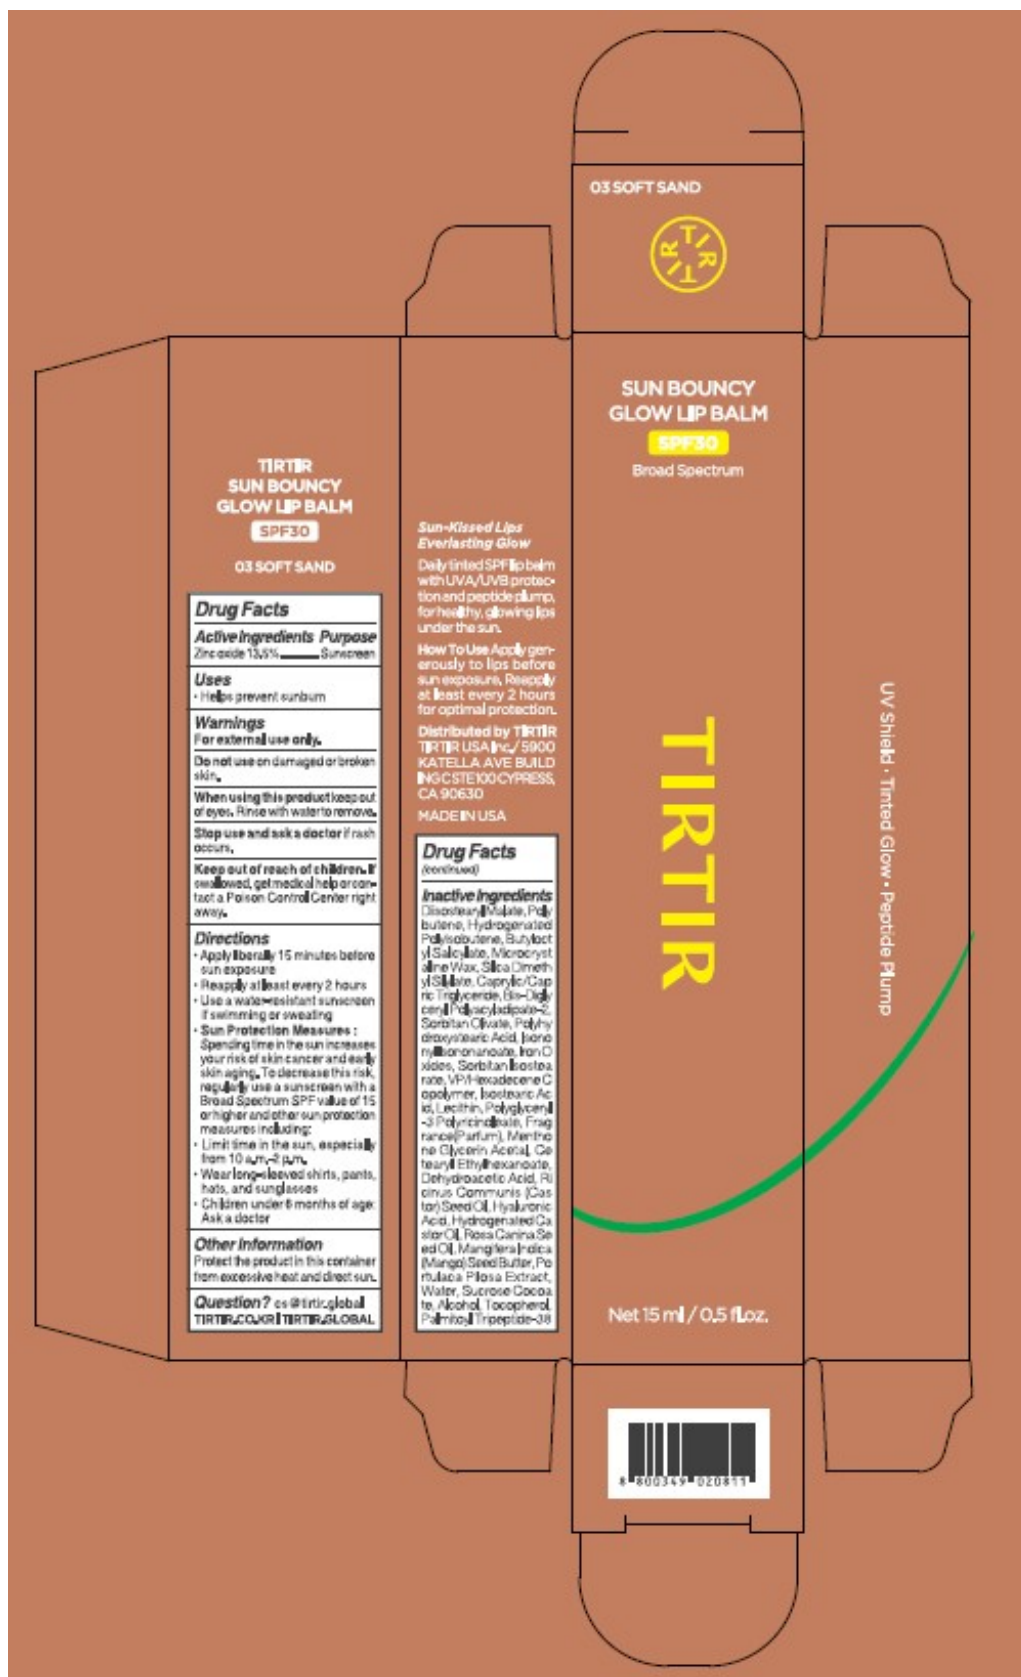 03 SOFT SAND
TIRTIR
SUN BOUNCY
GLOW LIP BALM
SPF30
Broad Spectrum
TIRTIR
Net 15 ml / 0.5 fl.oz.
8 800349 020811
UV Shield · Tinted Glow · Peptide Plump
TIRTIR
SUN BOUNCY
GLOW LIP BALM
SPF30
03 SOFT SAND
Drug Facts
Active Ingredients Purpose
Zinc oxide 13.5% Sunscreen
Uses
· Helps prevent sunburn
Warnings
For external use only.
Do not use on damaged or broken
skin.
When using this product keep out
of eyes. Rinse with water to remove.
Stop use and ask a doctor if rash
occurs.
Keep out of reach of children. If
swallowed, get medical help or con-
tact a Poison Control Center right
away.
Directions
· Apply liberally 15 minutes before
sun exposure
· Reapply at least every 2 hours
· Use a water-resistant sunscreen
if swimming or sweating
· Sun Protection Measures :
Spending time in the sun increases
your risk of skin cancer and early
skin aging. To decrease this risk,
regularly use a sunscreen with a
Broad Spectrum SPF value of 15
or higher and other sun protection
measures including:
· Limit time in the sun, especially
from 10 a.m.-2 p.m.
· Wear long-sleeved shirts, pants,
hats, and sunglasses
· Children under 6 months of age:
Ask a doctor
Other Information
Protect the product in this container
from excessive heat and direct sun.
Question? cs@tirtir.global
TIRTIR.CO.KR | TIRTIR.GLOBAL
Sun-Kissed Lips
Everlasting Glow
Daily tinted SPF lip balm
with UVA/UVB protec-
tion and peptide plump,
for healthy, glowing lips
under the sun.
How To Use Apply gen-
erously to lips before
sun exposure. Reapply
at least every 2 hours
for optimal protection.
Distributed by TIRTIR
TIRTIR USA Inc./ 5900
KATELLA AVE BUILD
ING C STE 100 CYPRESS,
CA 90630
MADE IN USA
Drug Facts
(continued)
Inactive Ingredients
Diisostearyl Malate, Poly
butene, Hydrogenated
Polyisobutene, Butyloct
yl Salicylate, Microcryst
alline Wax, Silica Dimeth
yl Silylate, Caprylic/Cap
ric Triglyceride, Bis-Digly
ceryl Polyacyladipate-2,
Sorbitan Olivate, Polyhy
droxystearic Acid, Isono
nyl Isononanoate, Iron O
xides, Sorbitan Isostea
rate, VP/Hexadecene C
opolymer, Isostearic Ac
id, Lecithin, Polyglyceryl
-3 Polyricinoleate, Frag
rance(Parfum), Mentho
ne Glycerin Acetal, Ce
tearyl Ethylhexanoate,
Dehydroacetic Acid, Ri
cinus Communis (Cas
tor) Seed Oil, Hyaluronic
Acid, Hydrogenated Ca
stor Oil, Rosa Canina Se
ed Oil, Mangifera Indica
(Mango) Seed Butter, Po
rtulaca Pilosa Extract,
Water, Sucrose Cocoa
te, Alcohol, Tocopherol,
Palmitoyl Tripeptide-38